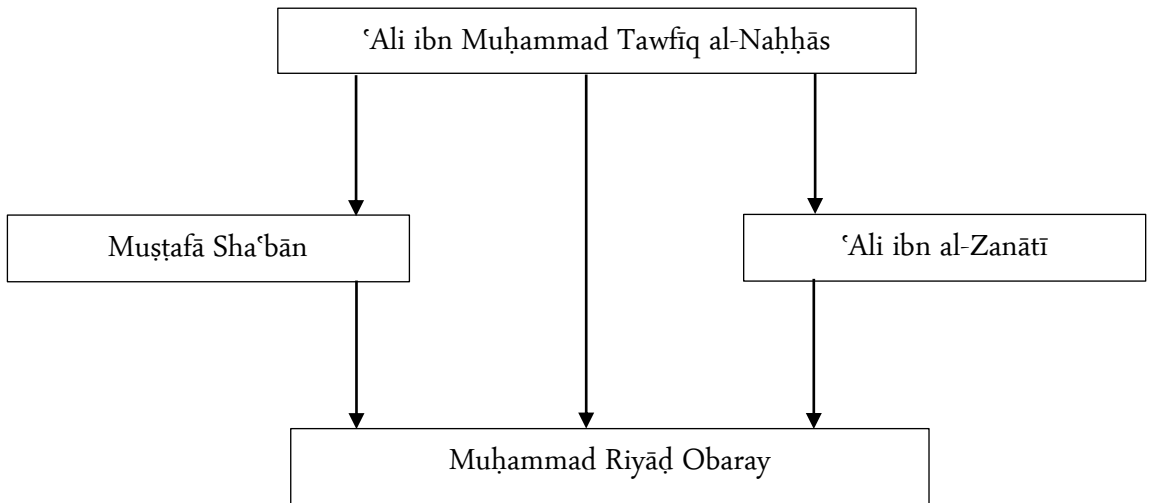 ʿAli ibn Muḥammad Tawfīq al-Naḥḥās
Muṣṭafā Shaʿbān
ʿAli ibn al-Zanātī
Muḥammad Riyāḍ Obaray